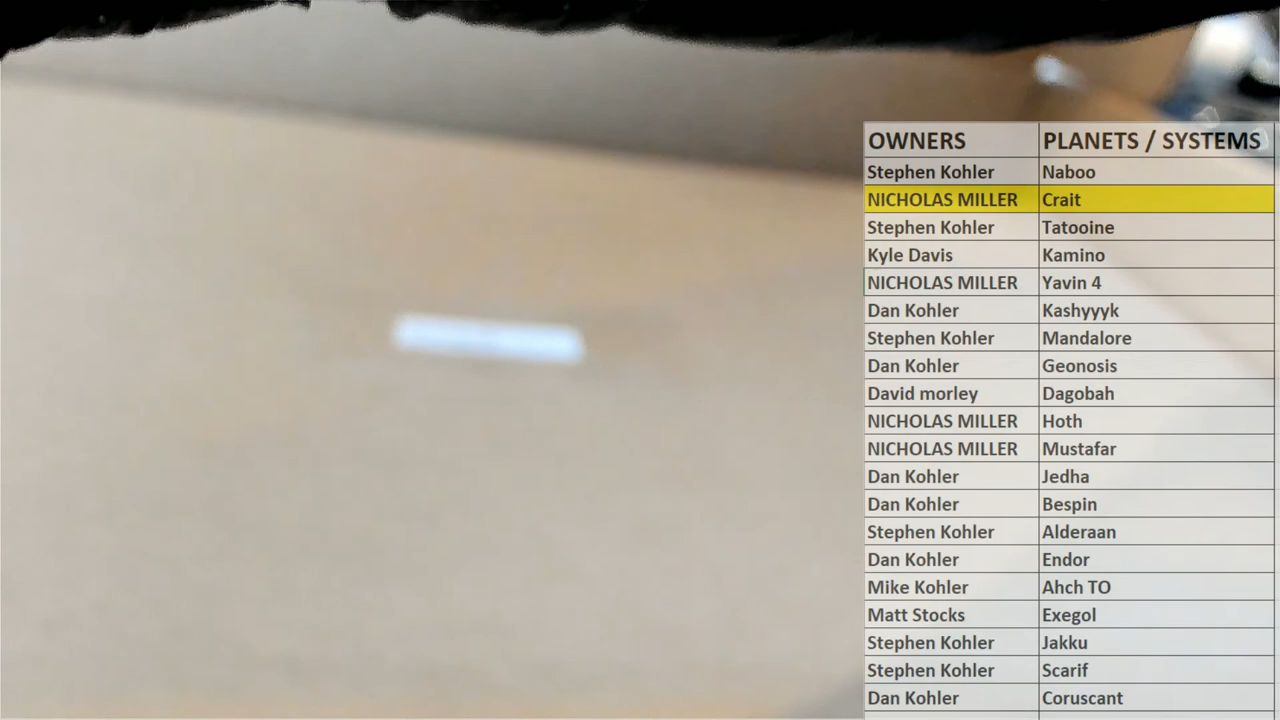 OWNERS PLANETS / SYSTEMS
Stephen Kohler Naboo
NICHOLAS MILLER Crait
Stephen Kohler Tatooine
Kyle Davis Kamino
NICHOLAS MILLER Yavin 4
Dan Kohler Kashyyyk
Stephen Kohler Mandalore
Dan Kohler Geonosis
David morley Dagobah
NICHOLAS MILLER Hoth
NICHOLAS MILLER Mustafar
Dan Kohler Jedha
Dan Kohler Bespin
Stephen Kohler Alderaan
Dan Kohler Endor
Mike Kohler Ahch TO
Matt Stocks Exegol
Stephen Kohler Jakku
Stephen Kohler Scarif
Dan Kohler Coruscant